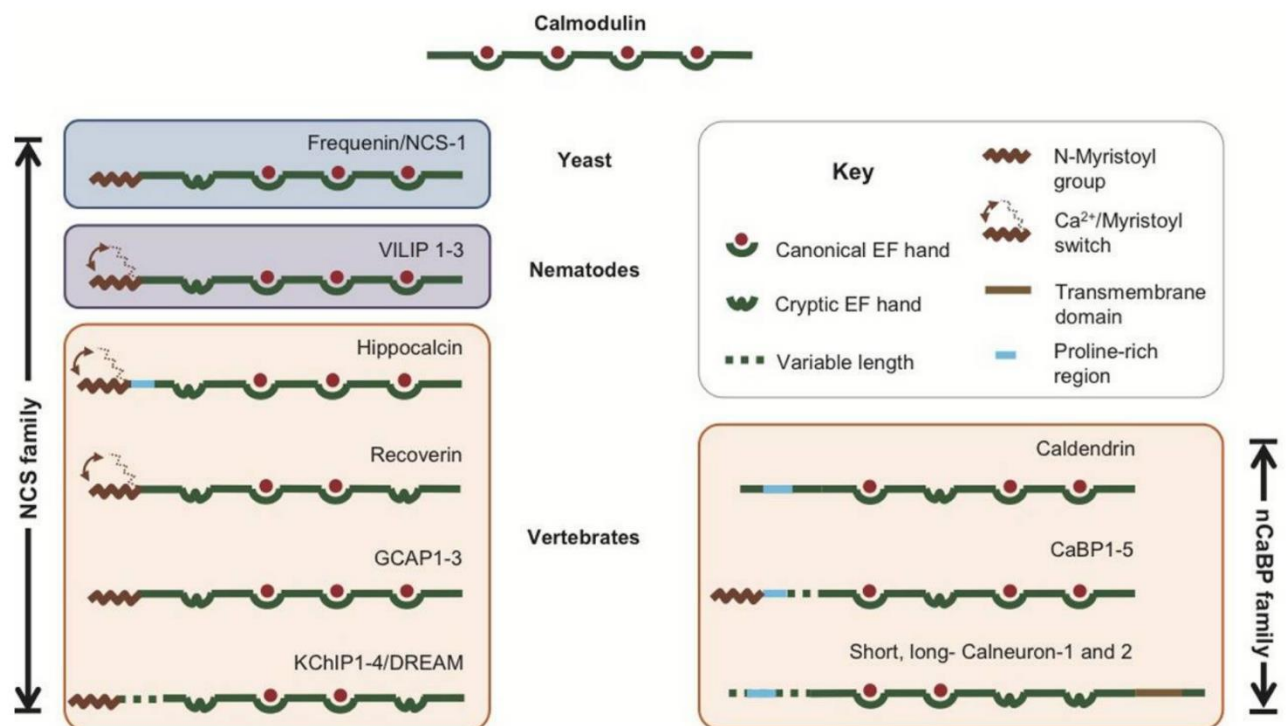 Calmodulin
NCS family
Frequenin/NCS-1
VILIP 1-3
Hippocalcin
Recoverin
GCAP1-3
KChIP1-4/DREAM
Yeast
Nematodes
Vertebrates
Key
Canonical EF hand
Cryptic EF hand
Variable length
N-Myristoyl
group
Ca²⁺/Myristoyl
switch
Transmembrane
domain
Proline-rich
region
Caldendrin
CaBP1-5
Short, long- Calneuron-1 and 2
nCaBP family